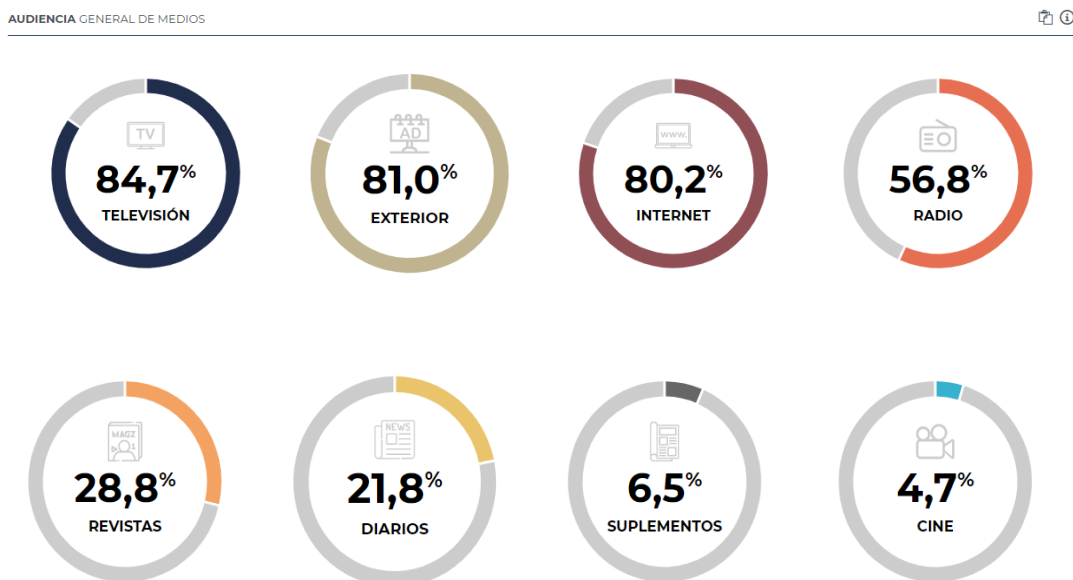 AUDIENCIA GENERAL DE MEDIOS
TV
84,7%
TELEVISIÓN
AD
81,0%
EXTERIOR
www.
80,2%
INTERNET
56,8%
RADIO
MAGZ
1
28,8%
REVISTAS
NEWS
21,8%
DIARIOS
6,5%
SUPLEMENTOS
4,7%
CINE